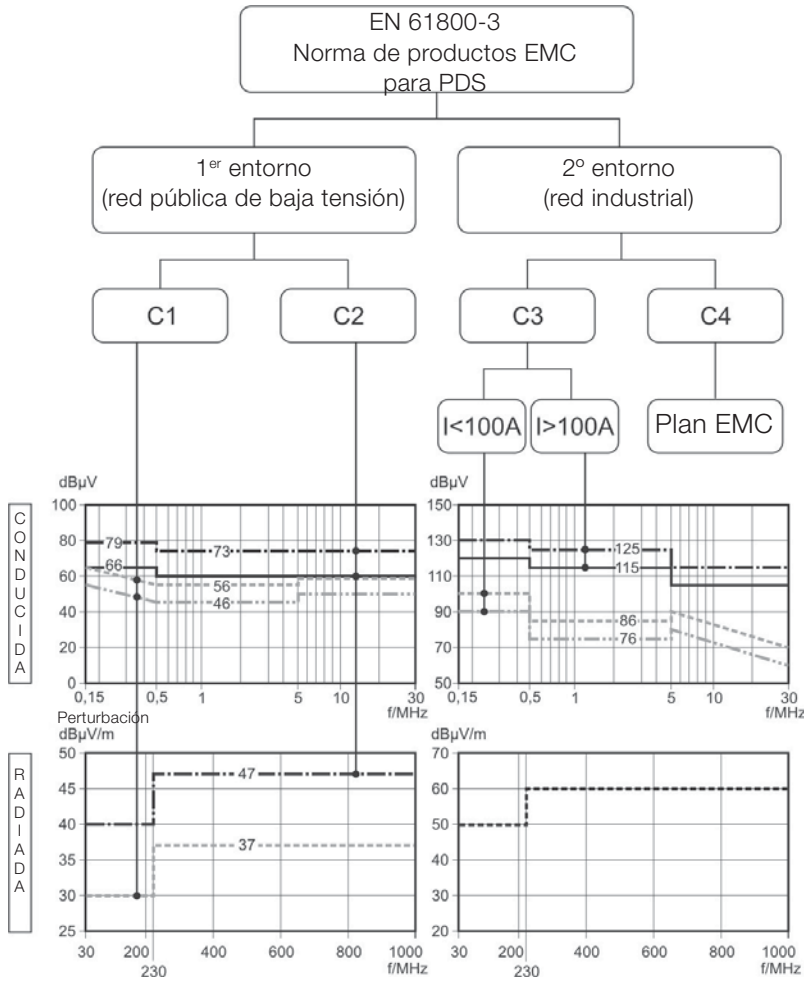 EN 61800-3
Norma de productos EMC
para PDS
1er entorno
(red pública de baja tensión)
2º entorno
(red industrial)
C1
C2
C3
C4
I<100A
I>100A
Plan EMC
CONDUCIDA
dBµV
100
80
60
40
20
0
79
73
66
56
46
0,15
0,5
1
5
10
30
f/MHz
dBµV
150
130
110
90
70
50
125
115
86
76
0,15
0,5
1
5
10
30
f/MHz
Perturbación
RADIADA
dBµV/m
50
45
40
35
30
25
47
37
30
200
230
400
600
800
1000
f/MHz
dBµV/m
70
60
50
40
30
20
30
200
230
400
600
800
1000
f/MHz